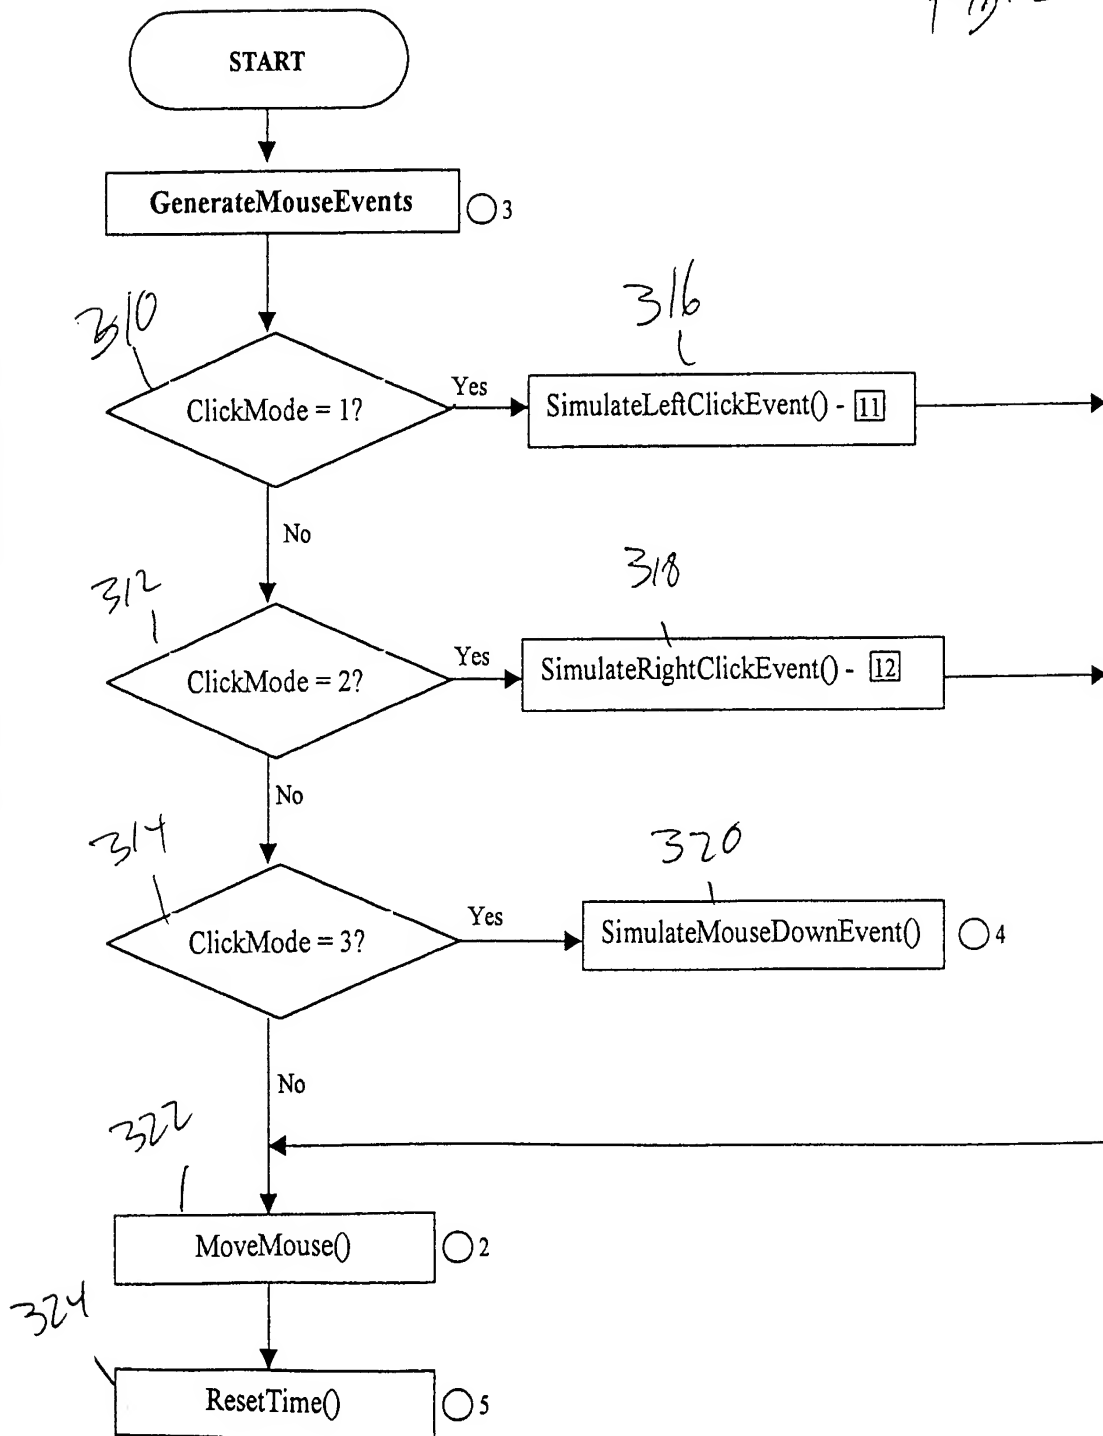 START
GenerateMouseEvents
3
310
316
ClickMode = 1?
Yes
SimulateLeftClickEvent() - 11
No
312
318
ClickMode = 2?
Yes
SimulateRightClickEvent() - 12
No
314
320
ClickMode = 3?
Yes
SimulateMouseDownEvent()
4
No
322
MoveMouse()
2
324
ResetTime()
5